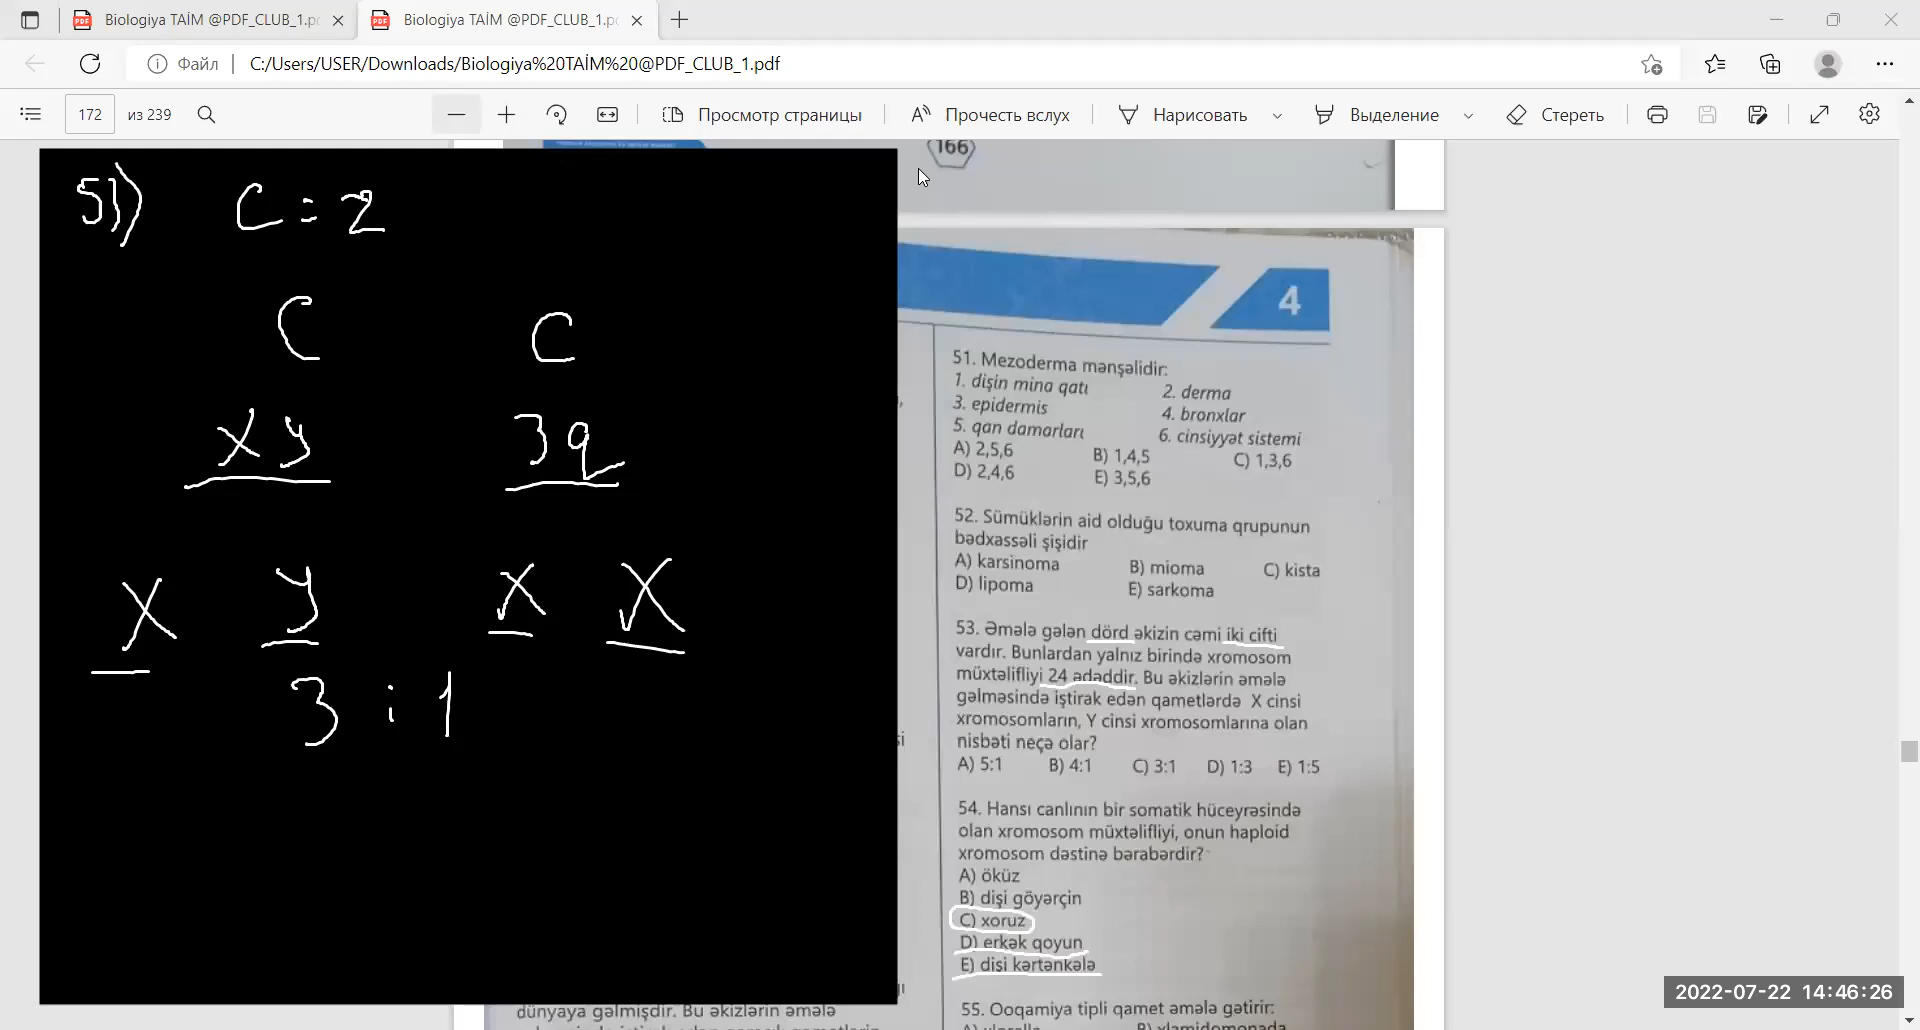 Biologiya TAİM @PDF_CLUB_1.p
Biologiya TAİM @PDF_CLUB_1.p
Файл
C:/Users/USER/Downloads/Biologiya%20TAİM%20@PDF_CLUB_1.pdf
172 из 239
Просмотр страницы
Прочесть вслух
Нарисовать
Выделение
Стереть
166
C = 2
C C
xy 39
x y x x
3 : 1
4
51. Mezoderma mənşəlidir:
1. dişin mina qatı 2. derma
3. epidermis 4. bronxlar
5. qan damarları 6. cinsiyyət sistemi
A) 2,5,6 B) 1,4,5 C) 1,3,6
D) 2,4,6 E) 3,5,6
52. Sümüklərin aid olduğu toxuma qrupunun
bədxassəli şişidir
A) karsinoma B) mioma C) kista
D) lipoma E) sarkoma
53. Əmələ gələn dörd əkizin cəmi iki cifti
vardır. Bunlardan yalnız birində xromosom
müxtəlifliyi 24 ədəddir. Bu əkizlərin əmələ
gəlməsində iştirak edən qametlərdə X cinsi
xromosomların, Y cinsi xromosomlarına olan
nisbəti neçə olar?
A) 5:1 B) 4:1 C) 3:1 D) 1:3 E) 1:5
54. Hansı canlının bir somatik hüceyrəsində
olan xromosom müxtəlifliyi, onun haploid
xromosom dəstinə bərabərdir?
A) öküz
B) dişi göyərçin
C) xoruz
D) erkək qoyun
E) dişi kərtənkələ
55. Ooqamiya tipli qamet əmələ gətirir:
dünyaya gəlmişdir. Bu əkizlərin əmələ
2022-07-22 14:46:26